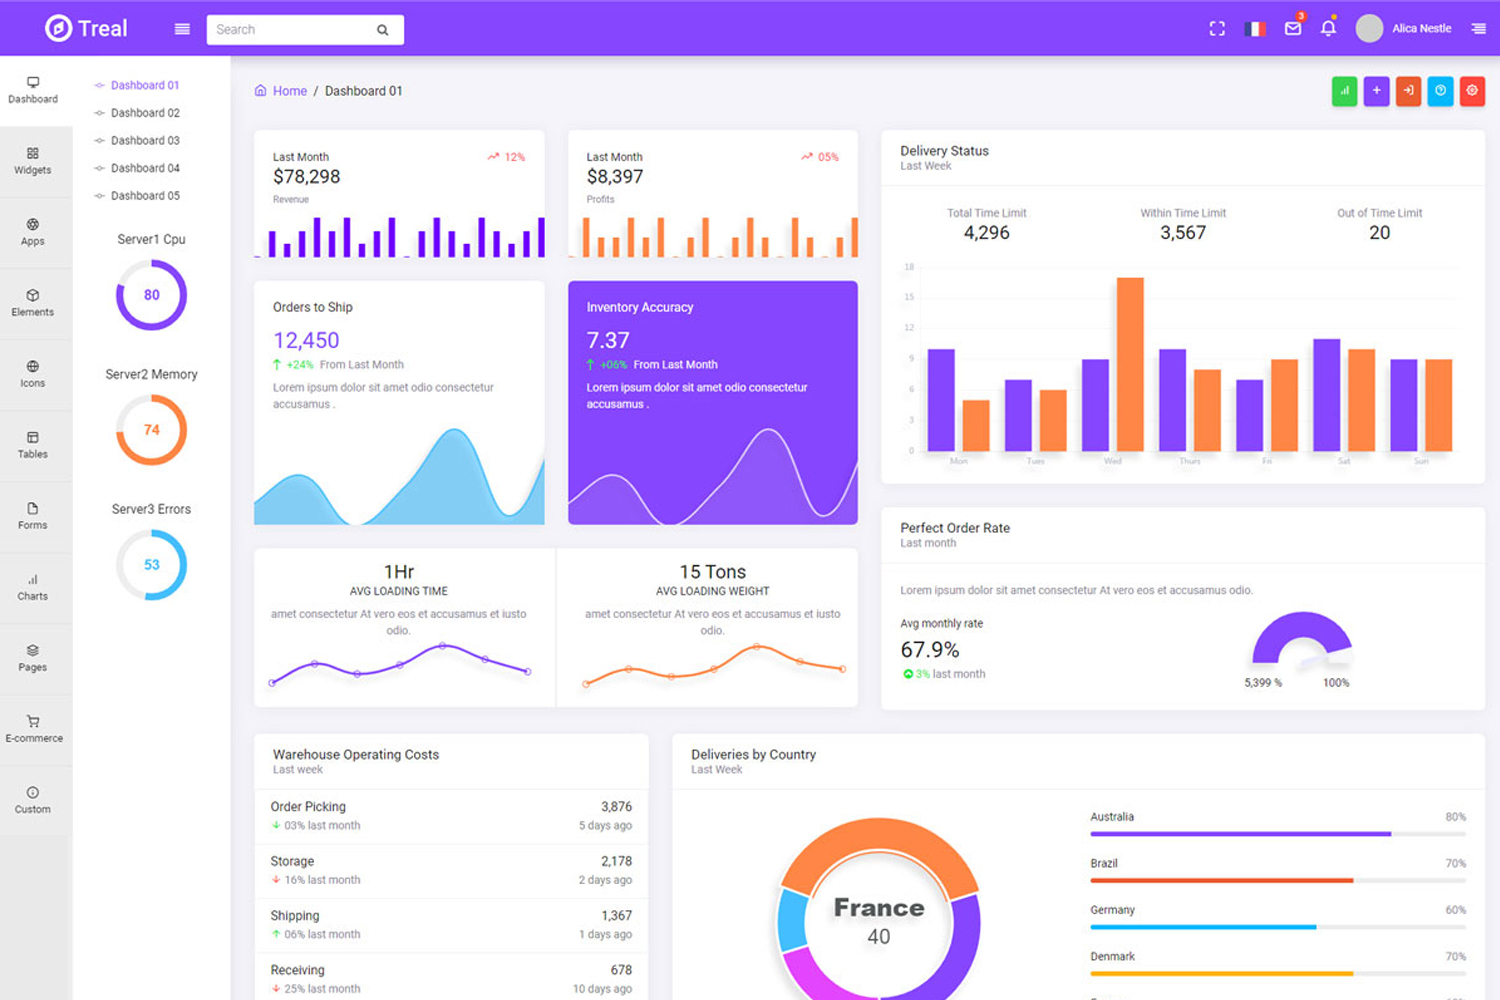 Treal
Search
3
Alica Nestle
Dashboard
Widgets
Apps
Elements
Icons
Tables
Forms
Charts
Pages
E-commerce
Custom
Dashboard 01
Dashboard 02
Dashboard 03
Dashboard 04
Dashboard 05
Server1 Cpu
80
Server2 Memory
74
Server3 Errors
53
Home / Dashboard 01
Last Month 12%
$78,298
Revenue
Last Month 05%
$8,397
Profits
Orders to Ship
12,450
+24% From Last Month
Lorem ipsum dolor sit amet odio consectetur
accusamus .
Inventory Accuracy
7.37
+06% From Last Month
Lorem ipsum dolor sit amet odio consectetur
accusamus .
1Hr
AVG LOADING TIME
amet consectetur At vero eos et accusamus et iusto
odio.
15 Tons
AVG LOADING WEIGHT
amet consectetur At vero eos et accusamus et iusto
odio.
Delivery Status
Last Week
Total Time Limit
4,296
Within Time Limit
3,567
Out of Time Limit
20
18
15
12
9
6
3
0
Mon Tues Wed Thurs Fri Sat Sun
Perfect Order Rate
Last month
Lorem ipsum dolor sit amet consectetur At vero eos et accusamus odio.
Avg monthly rate
67.9%
3% last month
5,399 % 100%
Warehouse Operating Costs
Last week
Order Picking 3,876
03% last month 5 days ago
Storage 2,178
16% last month 2 days ago
Shipping 1,367
06% last month 1 days ago
Receiving 678
25% last month 10 days ago
Deliveries by Country
Last Week
France
40
Australia 80%
Brazil 70%
Germany 60%
Denmark 70%